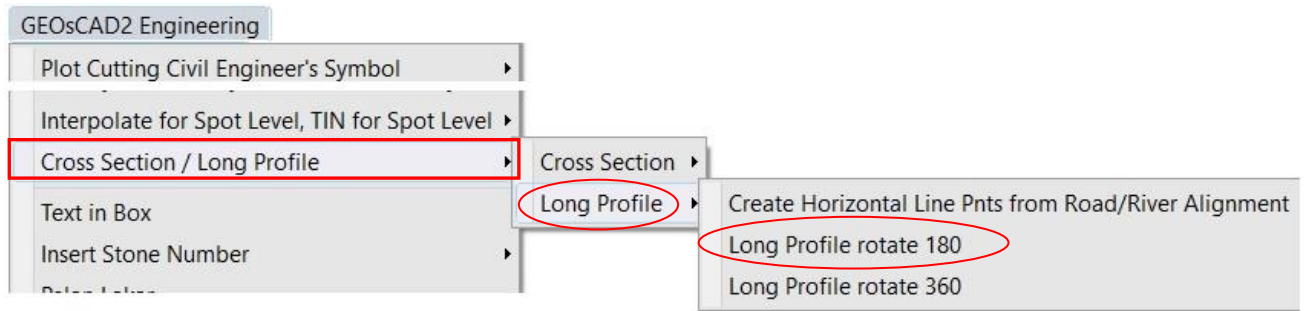 GEOsCAD2 Engineering
Plot Cutting Civil Engineer's Symbol
Interpolate for Spot Level, TIN for Spot Level
Cross Section / Long Profile
Cross Section
Long Profile
Create Horizontal Line Pnts from Road/River Alignment
Text in Box
Long Profile rotate 180
Insert Stone Number
Long Profile rotate 360